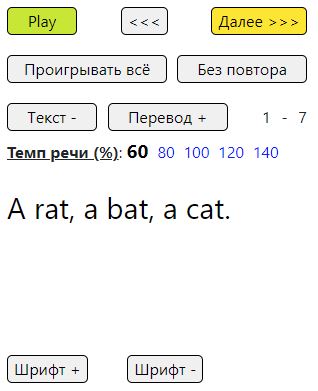 Play <<< Далее >>>
Проигрывать всё Без повтора
Текст - Перевод + 1 - 7
Темп речи (%): 60 80 100 120 140
A rat, a bat, a cat.
Шрифт + Шрифт -